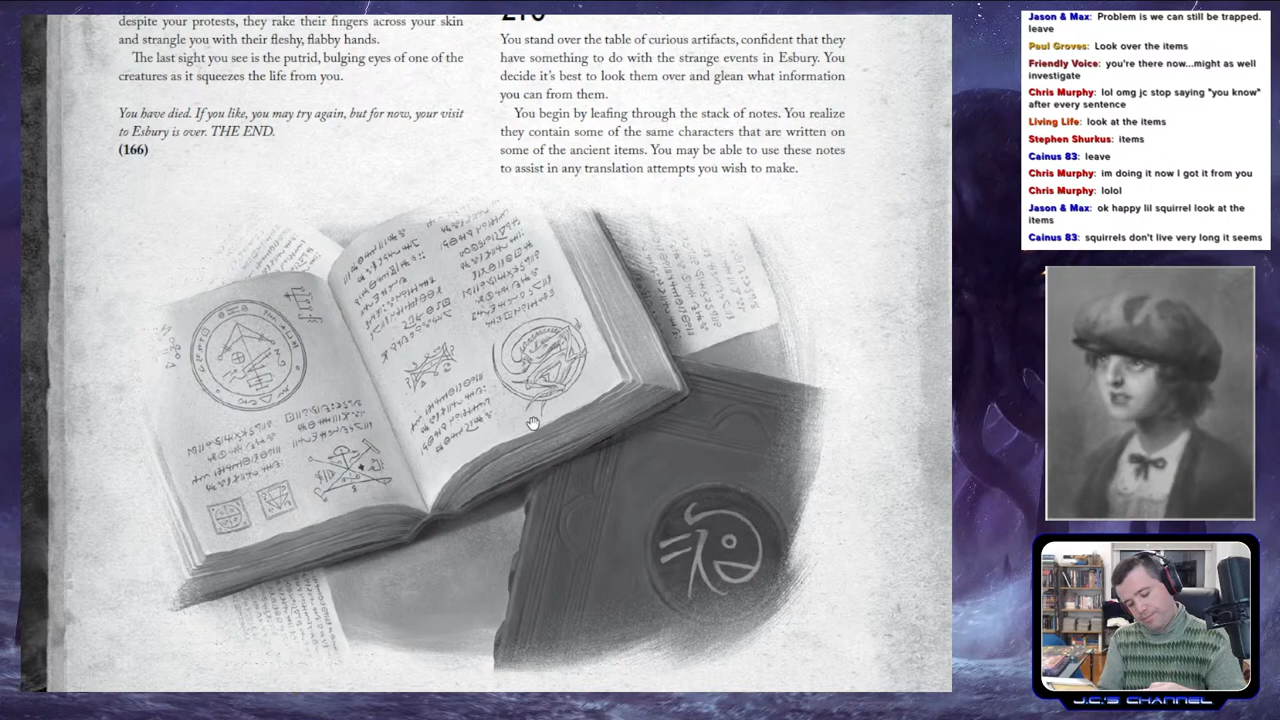 despite your protests, they rake their fingers across your skin
and strangle you with their fleshy, flabby hands.
The last sight you see is the putrid, bulging eyes of one of the
creatures as it squeezes the life from you.
You have died. If you like, you may try again, but for now, your visit
to Esbury is over. THE END.
(166)
You stand over the table of curious artifacts, confident that they
have something to do with the strange events in Esbury. You
decide it's best to look them over and glean what information
you can from them.
You begin by leafing through the stack of notes. You realize
they contain some of the same characters that are written on
some of the ancient items. You may be able to use these notes
to assist in any translation attempts you wish to make.
Jason & Max: Problem is we can still be trapped.
leave
Paul Groves: Look over the items
Friendly Voice: you're there now...might as well
investigate
Chris Murphy: lol omg jc stop saying "you know"
after every sentence
Living Life: look at the items
Stephen Shurkus: items
Cainus 83: leave
Chris Murphy: im doing it now I got it from you
Chris Murphy: lolol
Jason & Max: ok happy lil squirrel look at the
items
Cainus 83: squirrels don't live very long it seems
J.C.'S CHANNEL